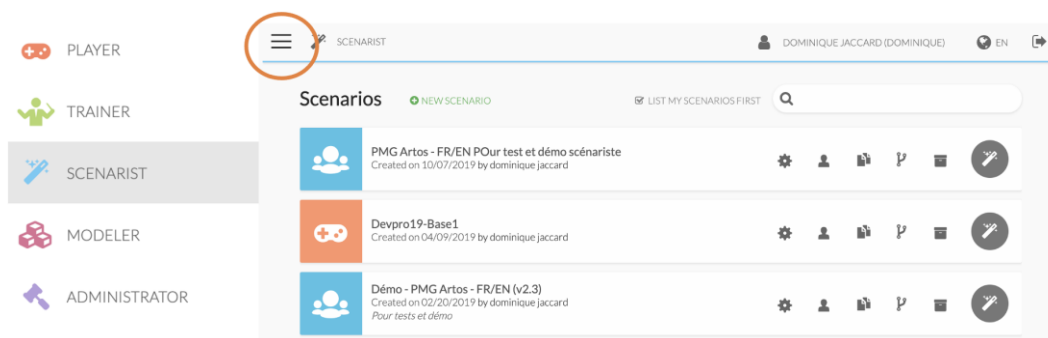 PLAYER
TRAINER
SCENARIST
MODELER
ADMINISTRATOR
SCENARIST
DOMINIQUE JACCARD (DOMINIQUE)
EN
Scenarios
NEW SCENARIO
LIST MY SCENARIOS FIRST
PMG Artos - FR/EN POur test et démo scénariste
Created on 10/07/2019 by dominique jaccard
Devpro19-Base1
Created on 04/09/2019 by dominique jaccard
Démo - PMG Artos - FR/EN (v2.3)
Created on 02/20/2019 by dominique jaccard
Pour tests et démo